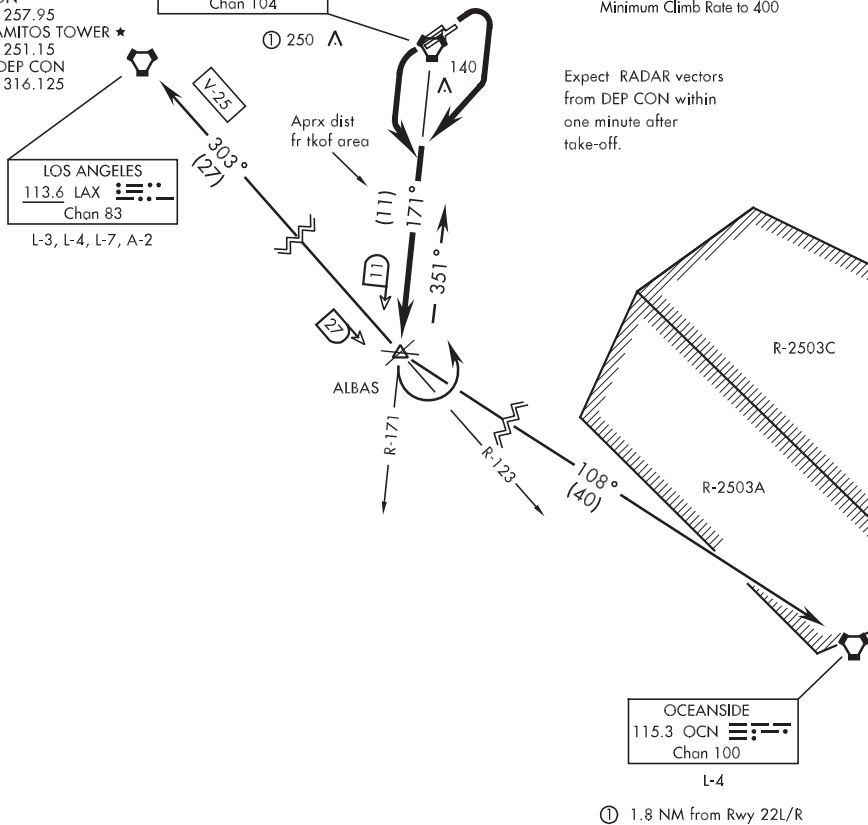 ON
257.95
AMITOS TOWER ★
251.15
DEP CON
316.125
Chan 104
① 250
140
Minimum Climb Rate to 400
Expect RADAR vectors
from DEP CON within
one minute after
take-off.
V-25
303°
(27)
Aprx dist
fr tkof area
LOS ANGELES
113.6 LAX
Chan 83
L-3, L-4, L-7, A-2
(11)
171°
351°
11
27
ALBAS
R-171
R-123
108°
(40)
R-2503C
R-2503A
OCEANSIDE
115.3 OCN
Chan 100
L-4
① 1.8 NM from Rwy 22L/R